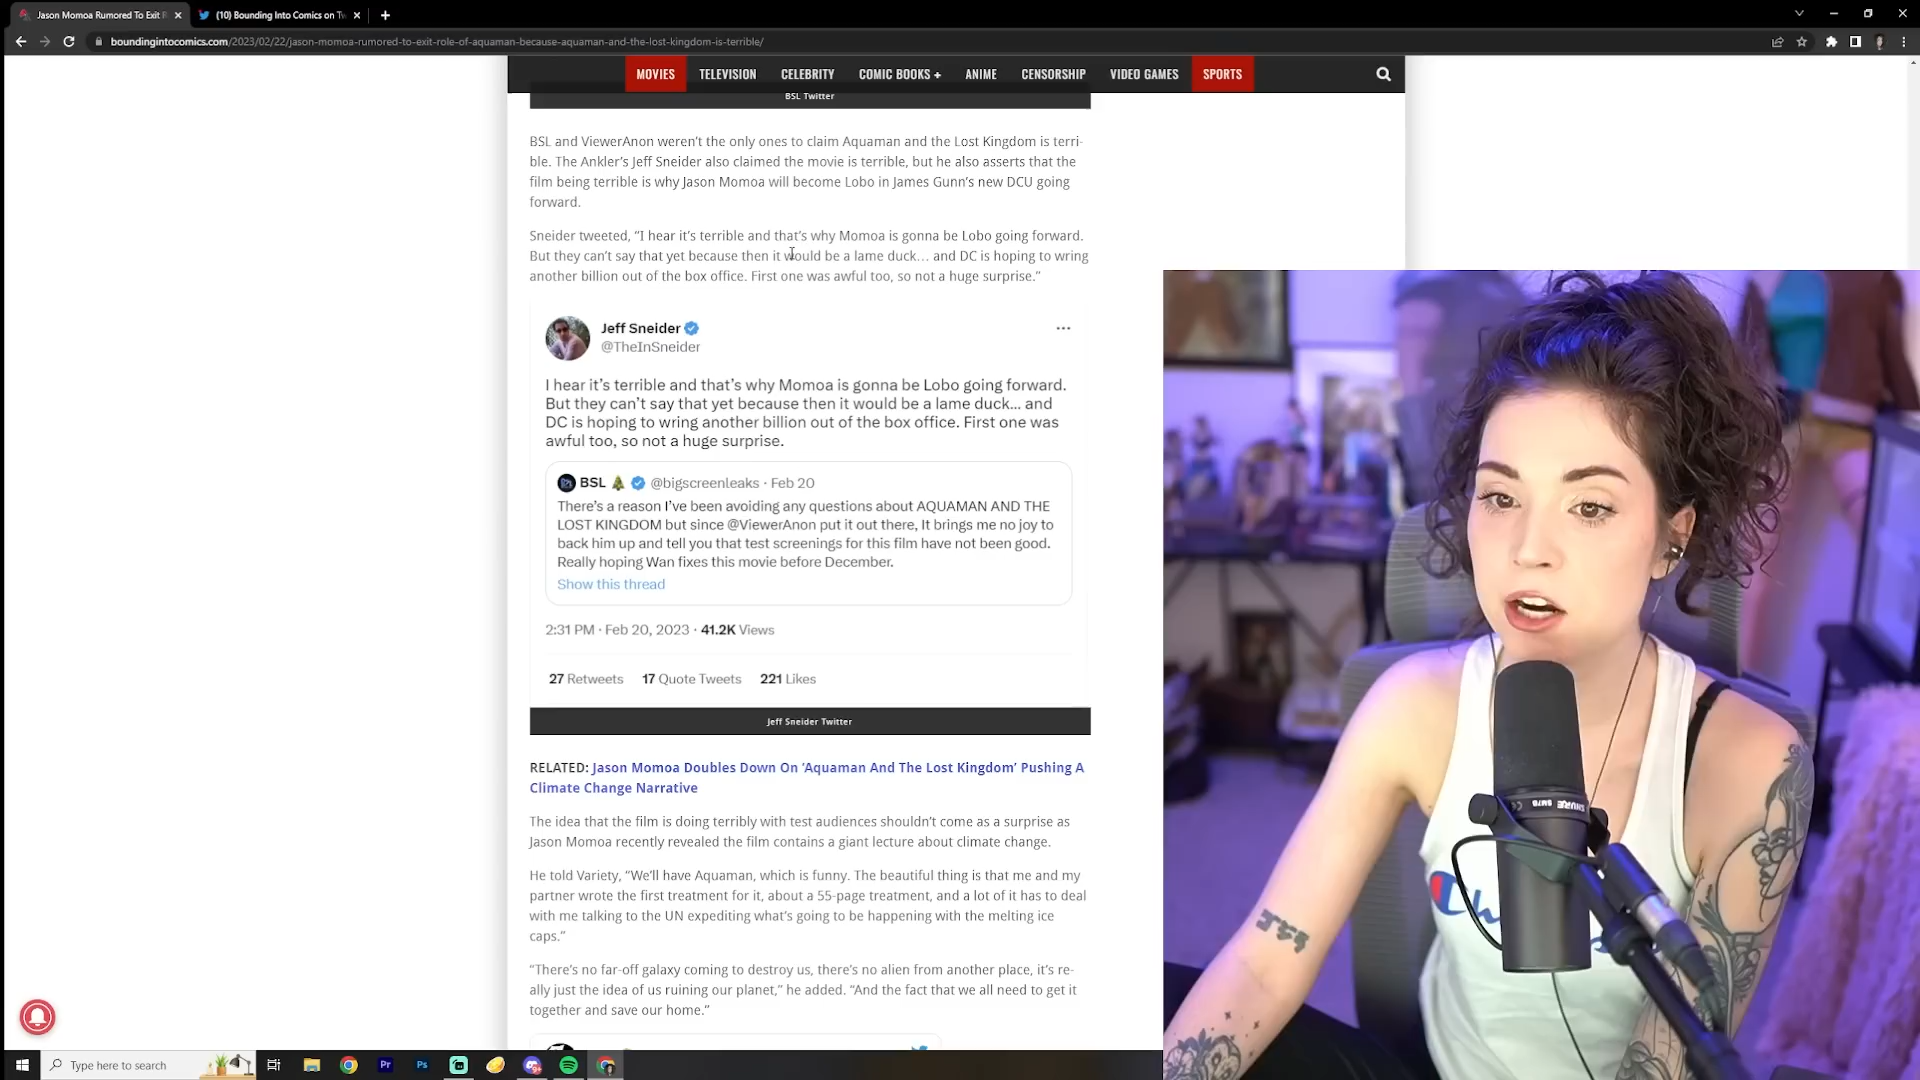 Jason Momoa Rumored To Exit R
(10) Bounding Into Comics on Tw
boundingintocomics.com/2023/02/22/jason-momoa-rumored-to-exit-role-of-aquaman-because-aquaman-and-the-lost-kingdom-is-terrible/
MOVIES TELEVISION CELEBRITY COMIC BOOKS + ANIME CENSORSHIP VIDEO GAMES SPORTS
BSL Twitter
BSL and ViewerAnon weren’t the only ones to claim Aquaman and the Lost Kingdom is terri-
ble. The Ankler’s Jeff Sneider also claimed the movie is terrible, but he also asserts that the
film being terrible is why Jason Momoa will become Lobo in James Gunn’s new DCU going
forward.
Sneider tweeted, “I hear it’s terrible and that’s why Momoa is gonna be Lobo going forward.
But they can’t say that yet because then it would be a lame duck… and DC is hoping to wring
another billion out of the box office. First one was awful too, so not a huge surprise.”
Jeff Sneider
@TheInSneider
I hear it’s terrible and that’s why Momoa is gonna be Lobo going forward.
But they can’t say that yet because then it would be a lame duck... and
DC is hoping to wring another billion out of the box office. First one was
awful too, so not a huge surprise.
BSL @bigscreenleaks · Feb 20
There’s a reason I’ve been avoiding any questions about AQUAMAN AND THE
LOST KINGDOM but since @ViewerAnon put it out there, It brings me no joy to
back him up and tell you that test screenings for this film have not been good.
Really hoping Wan fixes this movie before December.
Show this thread
2:31 PM · Feb 20, 2023 · 41.2K Views
27 Retweets 17 Quote Tweets 221 Likes
Jeff Sneider Twitter
RELATED: Jason Momoa Doubles Down On ‘Aquaman And The Lost Kingdom’ Pushing A
Climate Change Narrative
The idea that the film is doing terribly with test audiences shouldn’t come as a surprise as
Jason Momoa recently revealed the film contains a giant lecture about climate change.
He told Variety, “We’ll have Aquaman, which is funny. The beautiful thing is that me and my
partner wrote the first treatment for it, about a 55-page treatment, and a lot of it has to deal
with me talking to the UN expediting what’s going to be happening with the melting ice
caps.”
“There’s no far-off galaxy coming to destroy us, there’s no alien from another place, it’s re-
ally just the idea of us ruining our planet,” he added. “And the fact that we all need to get it
together and save our home.”
SHURE SM7B
Type here to search
Pr
Ps